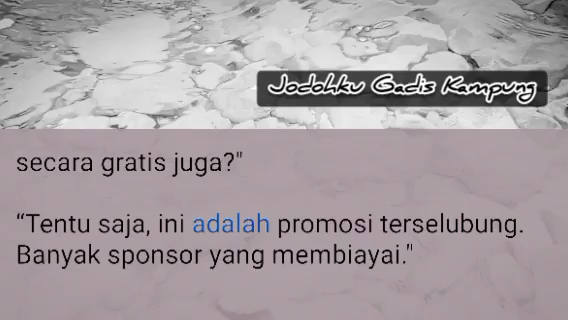 Jodohku Gadis Kampung
secara gratis juga?"
“Tentu saja, ini adalah promosi terselubung.
Banyak sponsor yang membiayai."